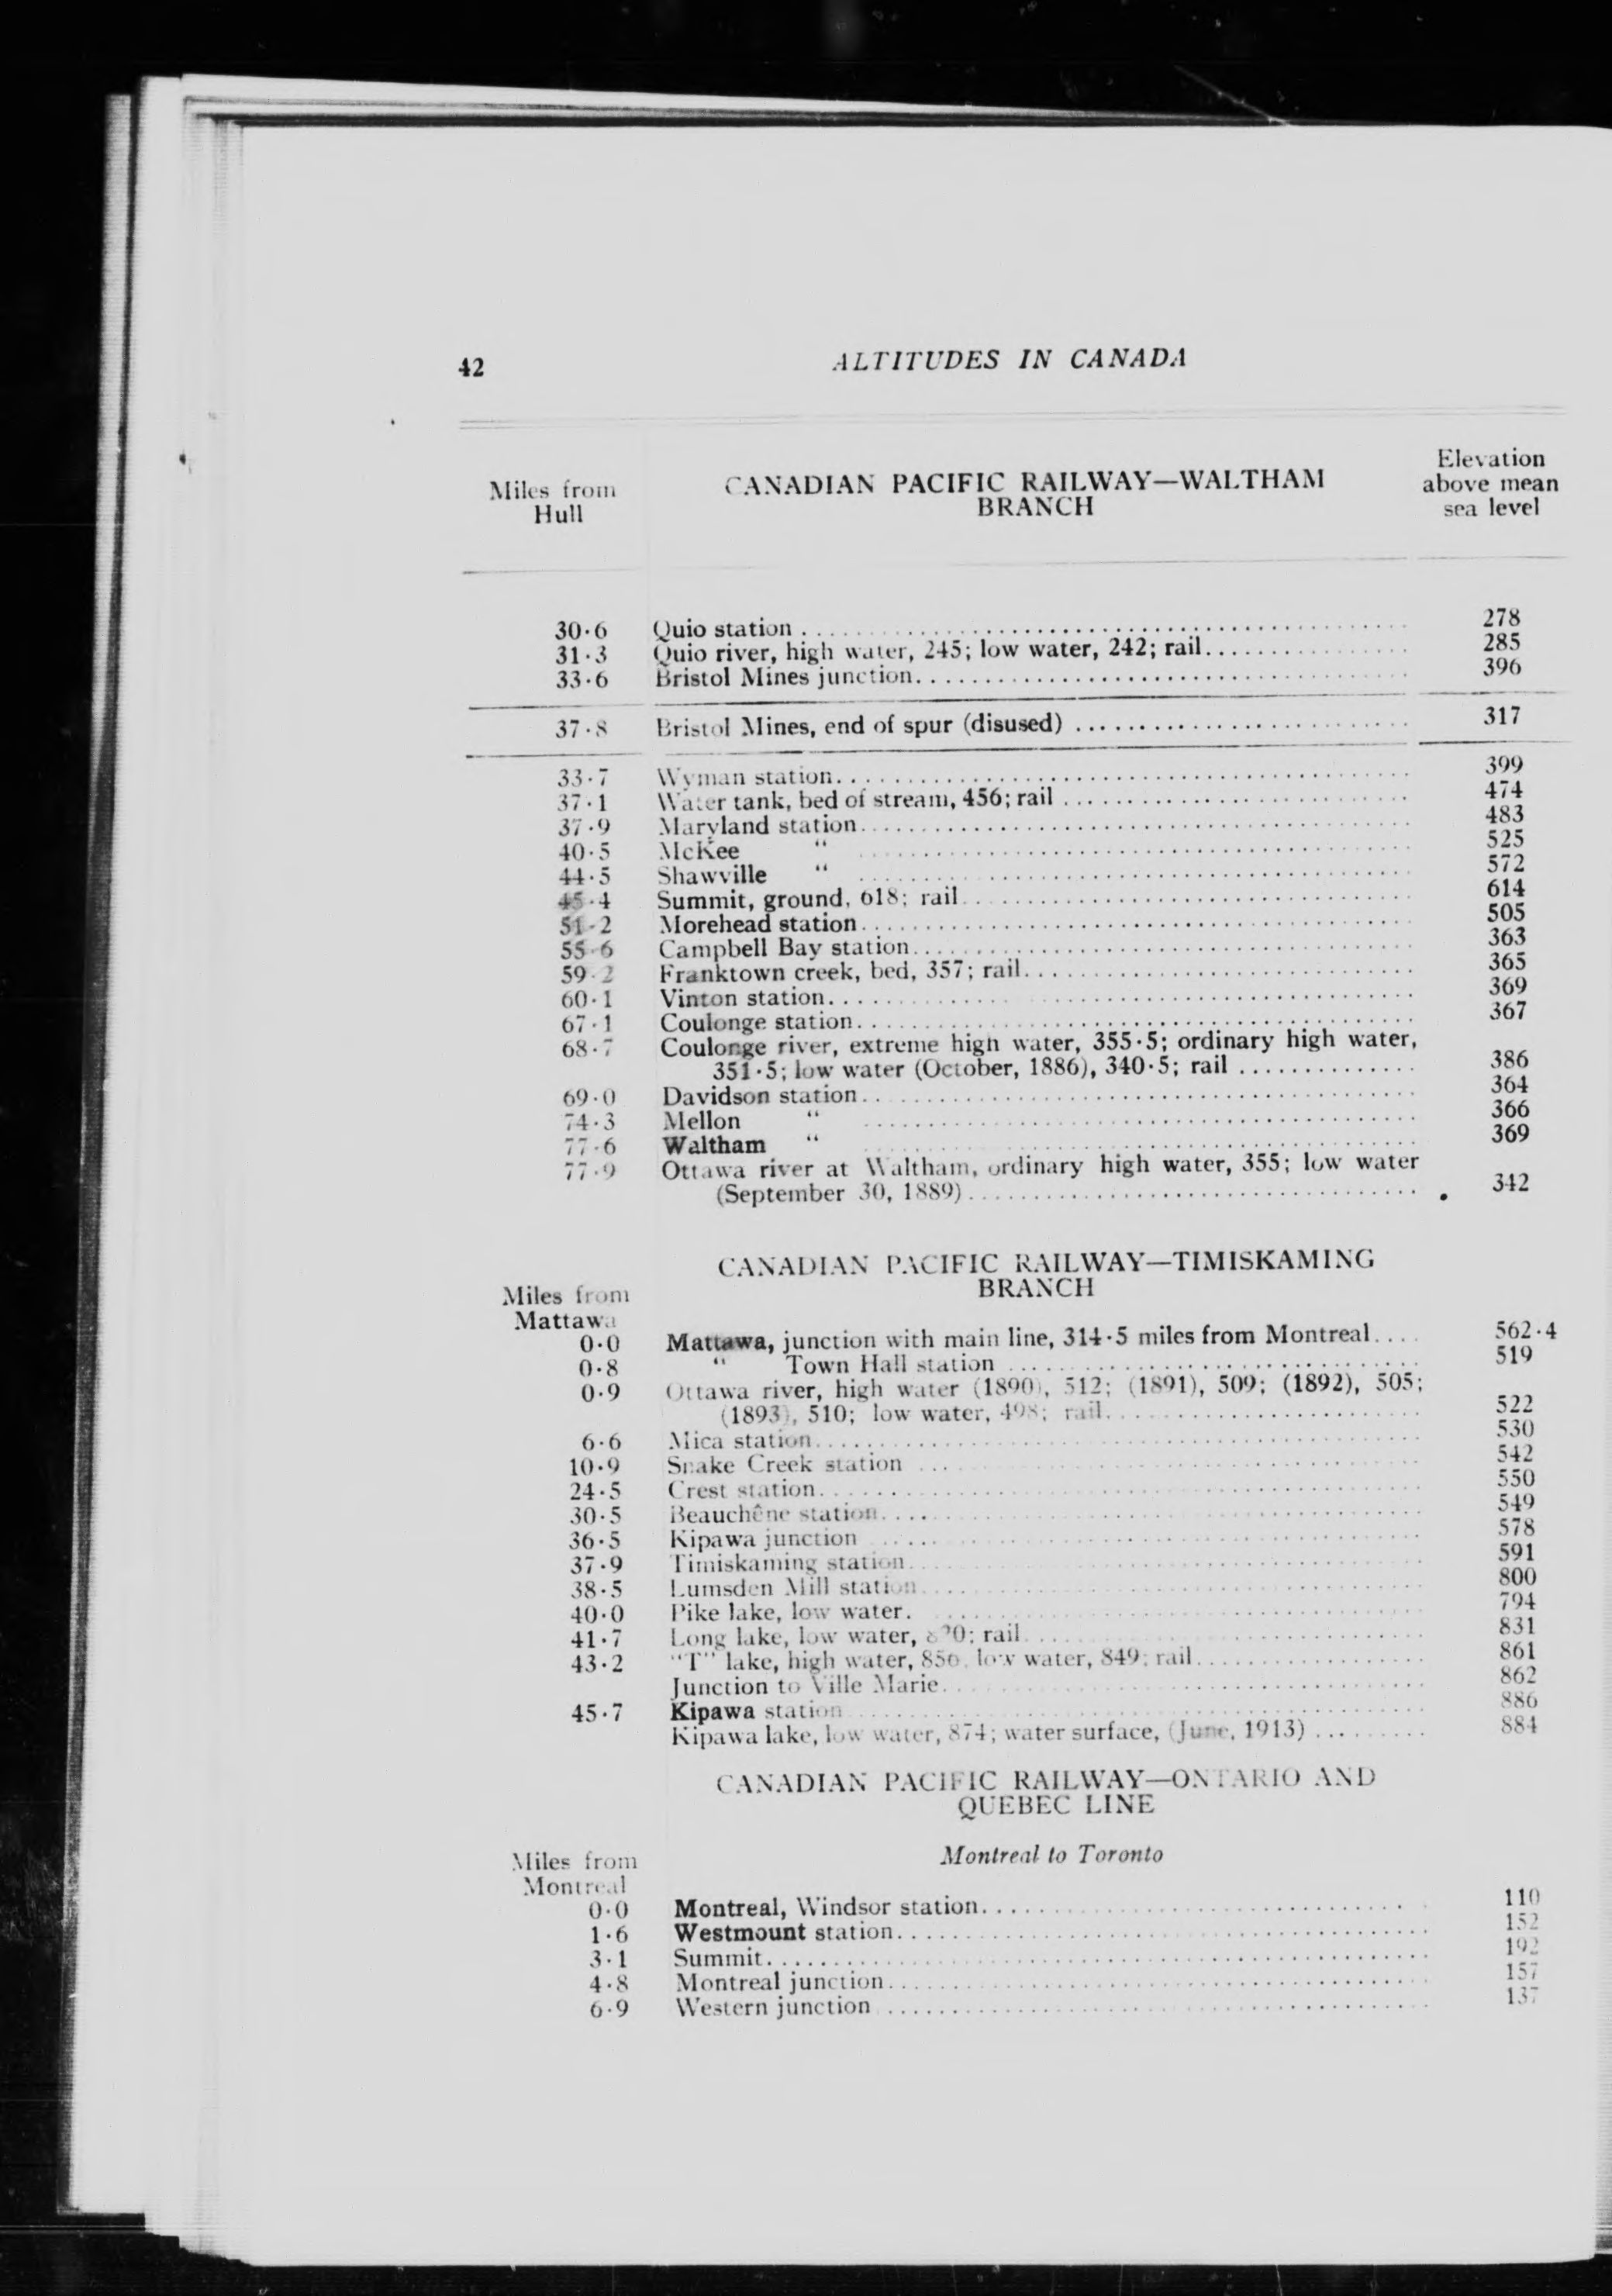 42 ALTITUDES IN CANADA
Miles from Hull CANADIAN PACIFIC RAILWAY—WALTHAM BRANCH Elevation above mean sea level
30·6 Quio station 278
31·3 Quio river, high water, 245; low water, 242; rail 285
33·6 Bristol Mines junction 396
37·8 Bristol Mines, end of spur (disused) 317
33·7 Wyman station 399
37·1 Water tank, bed of stream, 456; rail 474
37·9 Maryland station 483
40·5 McKee “ 525
44·5 Shawville “ 572
45·4 Summit, ground, 618; rail 614
51·2 Morehead station 505
55·6 Campbell Bay station 363
59·2 Franktown creek, bed, 357; rail 365
60·1 Vinton station 369
67·1 Coulonge station 367
68·7 Coulonge river, extreme high water, 355·5; ordinary high water,
351·5; low water (October, 1886), 340·5; rail 386
69·0 Davidson station 364
74·3 Mellon “ 366
77·6 Waltham “ 369
77·9 Ottawa river at Waltham, ordinary high water, 355; low water
(September 30, 1889) 342
CANADIAN PACIFIC RAILWAY—TIMISKAMING
BRANCH
Miles from
Mattawa
0·0 Mattawa, junction with main line, 314·5 miles from Montreal 562·4
0·8 “ Town Hall station 519
0·9 Ottawa river, high water (1890), 512; (1891), 509; (1892), 505;
(1893), 510; low water, 498; rail 522
6·6 Mica station 530
10·9 Snake Creek station 542
24·5 Crest station 550
30·5 Beauchêne station 549
36·5 Kipawa junction 578
37·9 Timiskaming station 591
38·5 Lumsden Mill station 800
40·0 Pike lake, low water 794
41·7 Long lake, low water, rail 831
43·2 lake, high water, 856, low water, 849; rail 861
Junction to Ville Marie 862
45·7 Kipawa station 886
Kipawa lake, low water, 874; water surface, (June, 1913) 884
CANADIAN PACIFIC RAILWAY—ONTARIO AND
QUEBEC LINE
Montreal to Toronto
Miles from
Montreal
0·0 Montreal, Windsor station 110
1·6 Westmount station 152
3·1 Summit 192
4·8 Montreal junction 157
6·9 Western junction 137